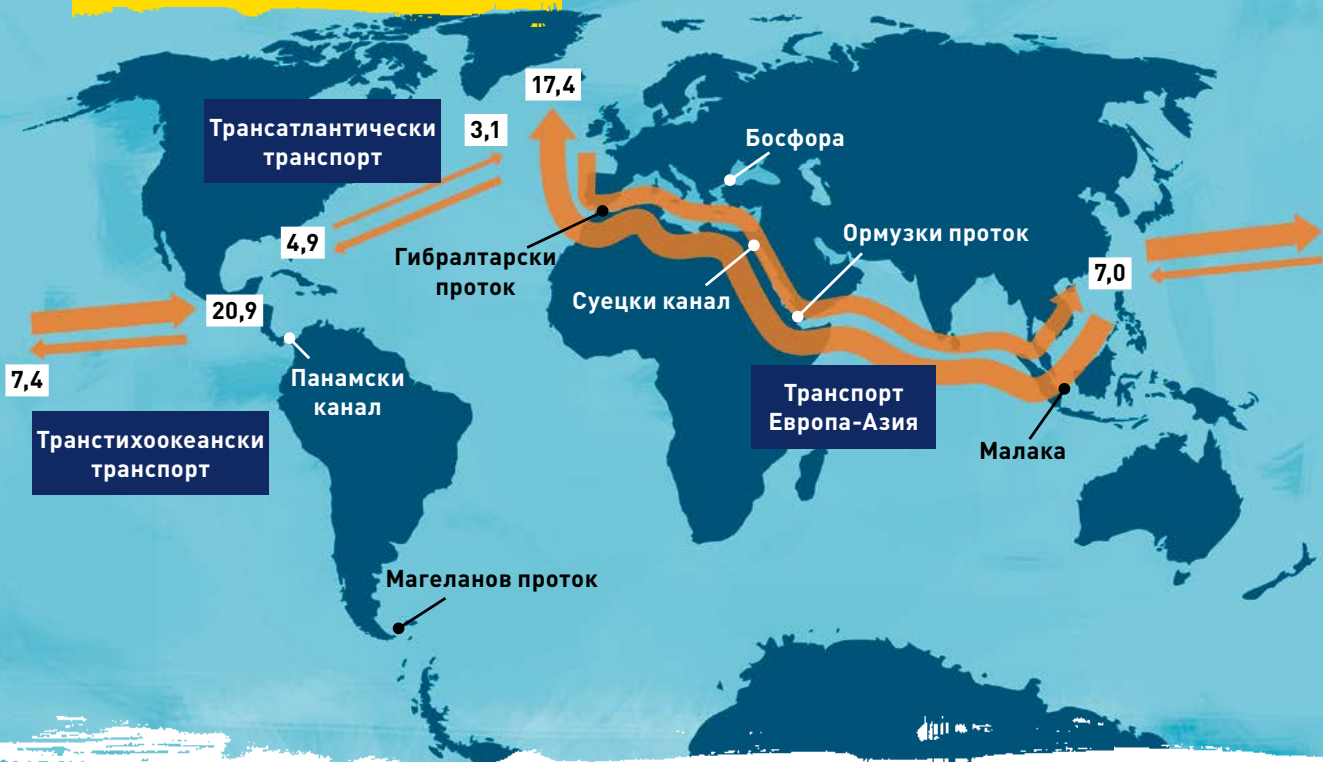 17,4
Трансатлантически
транспорт
3,1
Босфора
4,9
Гибралтарски
проток
Ормузки проток
7,0
Суецки канал
20,9
7,4
Панамски
канал
Транспорт
Европа-Азия
Транстихоокеански
транспорт
Малака
Магеланов проток